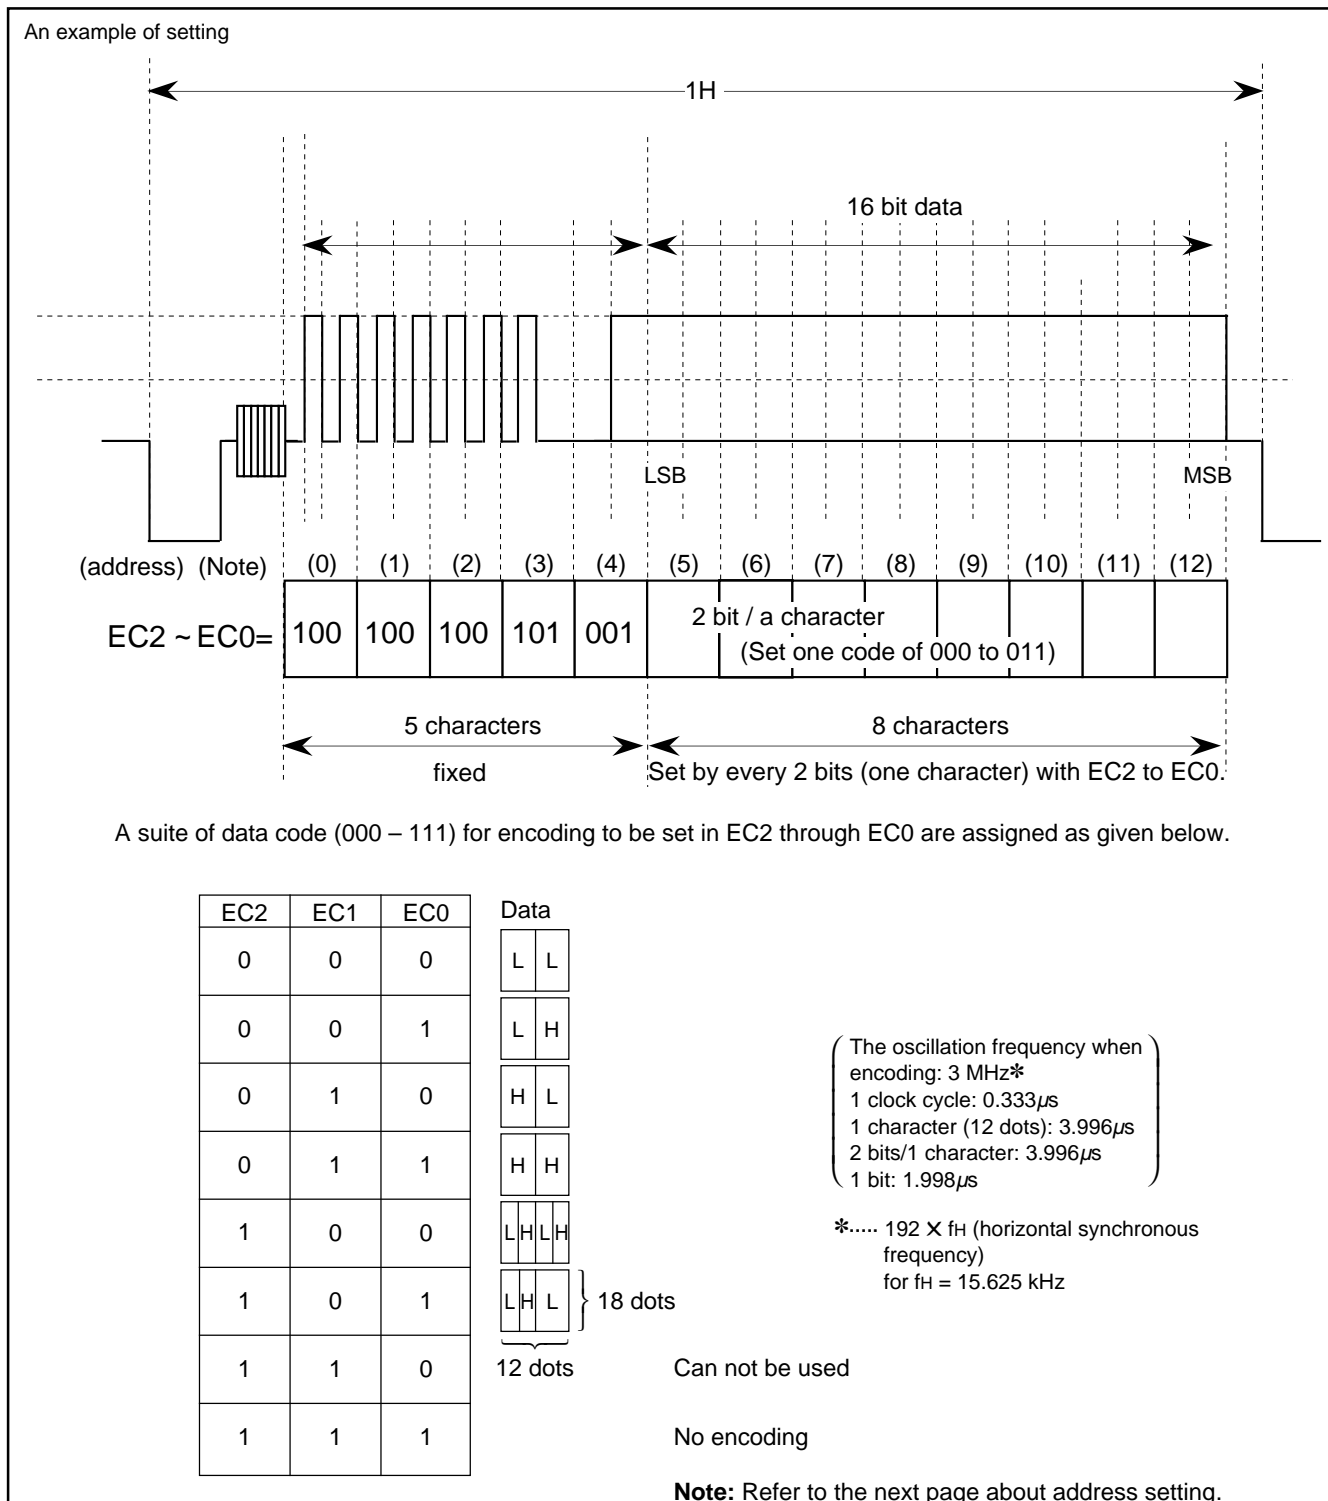 An example of setting
1H
16 bit data
LSB
MSB
(address) (Note) (0) (1) (2) (3) (4) (5) (6) (7) (8) (9) (10) (11) (12)
EC2 ~ EC0= 100 100 100 101 001
2 bit / a character
(Set one code of 000 to 011)
5 characters
8 characters
fixed
Set by every 2 bits (one character) with EC2 to EC0.
A suite of data code (000 – 111) for encoding to be set in EC2 through EC0 are assigned as given below.
EC2 EC1 EC0 Data
0 0 0 L L
0 0 1 L H
0 1 0 H L
0 1 1 H H
1 0 0 L H L H
1 0 1 L H L
18 dots
12 dots
1 1 0 Can not be used
1 1 1 No encoding
The oscillation frequency when
encoding: 3 MHz✻
1 clock cycle: 0.333µs
1 character (12 dots): 3.996µs
2 bits/1 character: 3.996µs
1 bit: 1.998µs
✻..... 192 ✕ fH (horizontal synchronous
frequency)
for fH = 15.625 kHz
Note: Refer to the next page about address setting.